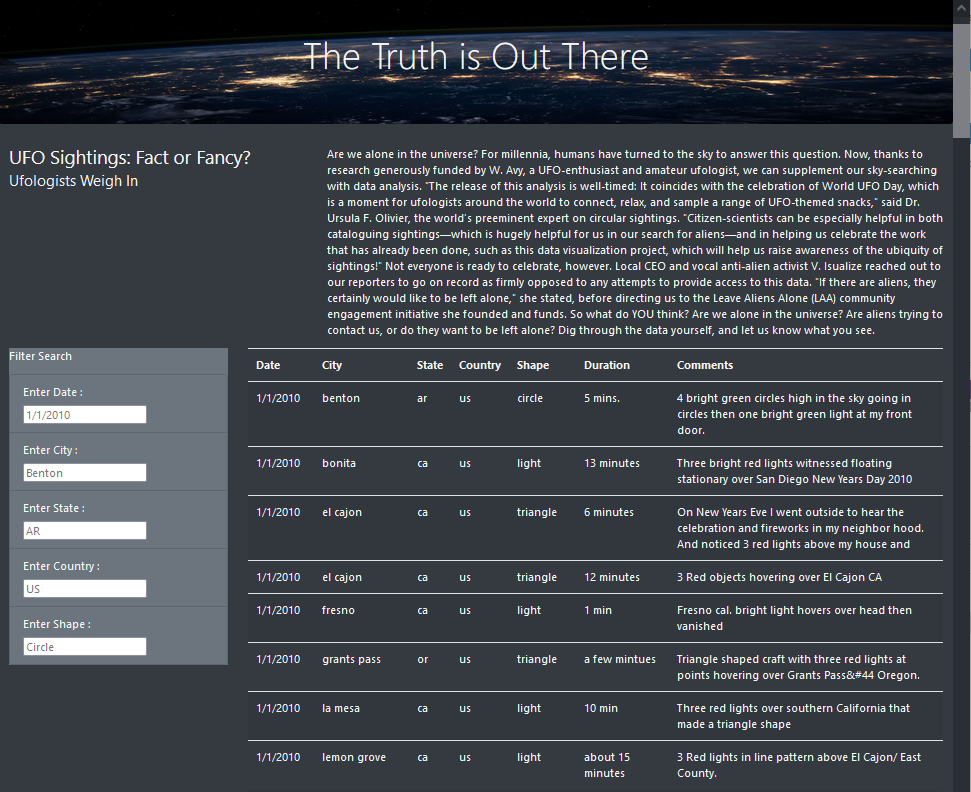 The Truth is Out There
UFO Sightings: Fact or Fancy?
Ufologists Weigh In
Are we alone in the universe? For millennia, humans have turned to the sky to answer this question. Now, thanks to
research generously funded by W. Avy, a UFO-enthusiast and amateur ufologist, we can supplement our sky-searching
with data analysis. "The release of this analysis is well-timed: It coincides with the celebration of World UFO Day, which
is a moment for ufologists around the world to connect, relax, and sample a range of UFO-themed snacks," said Dr.
Ursula F. Olivier, the world's preeminent expert on circular sightings. "Citizen-scientists can be especially helpful in both
cataloguing sightings—which is hugely helpful for us in our search for aliens—and in helping us celebrate the work
that has already been done, such as this data visualization project, which will help us raise awareness of the ubiquity of
sightings!" Not everyone is ready to celebrate, however. Local CEO and vocal anti-alien activist V. Isualize reached out to
our reporters to go on record as firmly opposed to any attempts to provide access to this data. "If there are aliens, they
certainly would like to be left alone," she stated, before directing us to the Leave Aliens Alone (LAA) community
engagement initiative she founded and funds. So what do YOU think? Are we alone in the universe? Are aliens trying to
contact us, or do they want to be left alone? Dig through the data yourself, and let us know what you see.
Filter Search
Enter Date :
1/1/2010
Enter City :
Benton
Enter State :
AR
Enter Country :
US
Enter Shape :
Circle
Date City State Country Shape Duration Comments
1/1/2010 benton ar us circle 5 mins. 4 bright green circles high in the sky going in
circles then one bright green light at my front
door.
1/1/2010 bonita ca us light 13 minutes Three bright red lights witnessed floating
stationary over San Diego New Years Day 2010
1/1/2010 el cajon ca us triangle 6 minutes On New Years Eve I went outside to hear the
celebration and fireworks in my neighbor hood.
And noticed 3 red lights above my house and
1/1/2010 el cajon ca us triangle 12 minutes 3 Red objects hovering over El Cajon CA
1/1/2010 fresno ca us light 1 min Fresno cal. bright light hovers over head then
vanished
1/1/2010 grants pass or us triangle a few mintues Triangle shaped craft with three red lights at
points hovering over Grants Pass&#44 Oregon.
1/1/2010 la mesa ca us light 10 min Three red lights over southern California that
made a triangle shape
1/1/2010 lemon grove ca us light about 15 3 Red lights in line pattern above El Cajon/ East
minutes County.